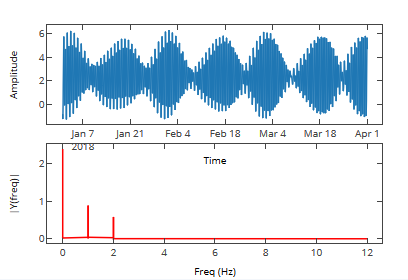 6
4
2
0
Amplitude
Jan 7 Jan 21 Feb 4 Feb 18 Mar 4 Mar 18 Apr 1
2018
Time
2
1
0
|Y(freq)|
0 2 4 6 8 10 12
Freq (Hz)